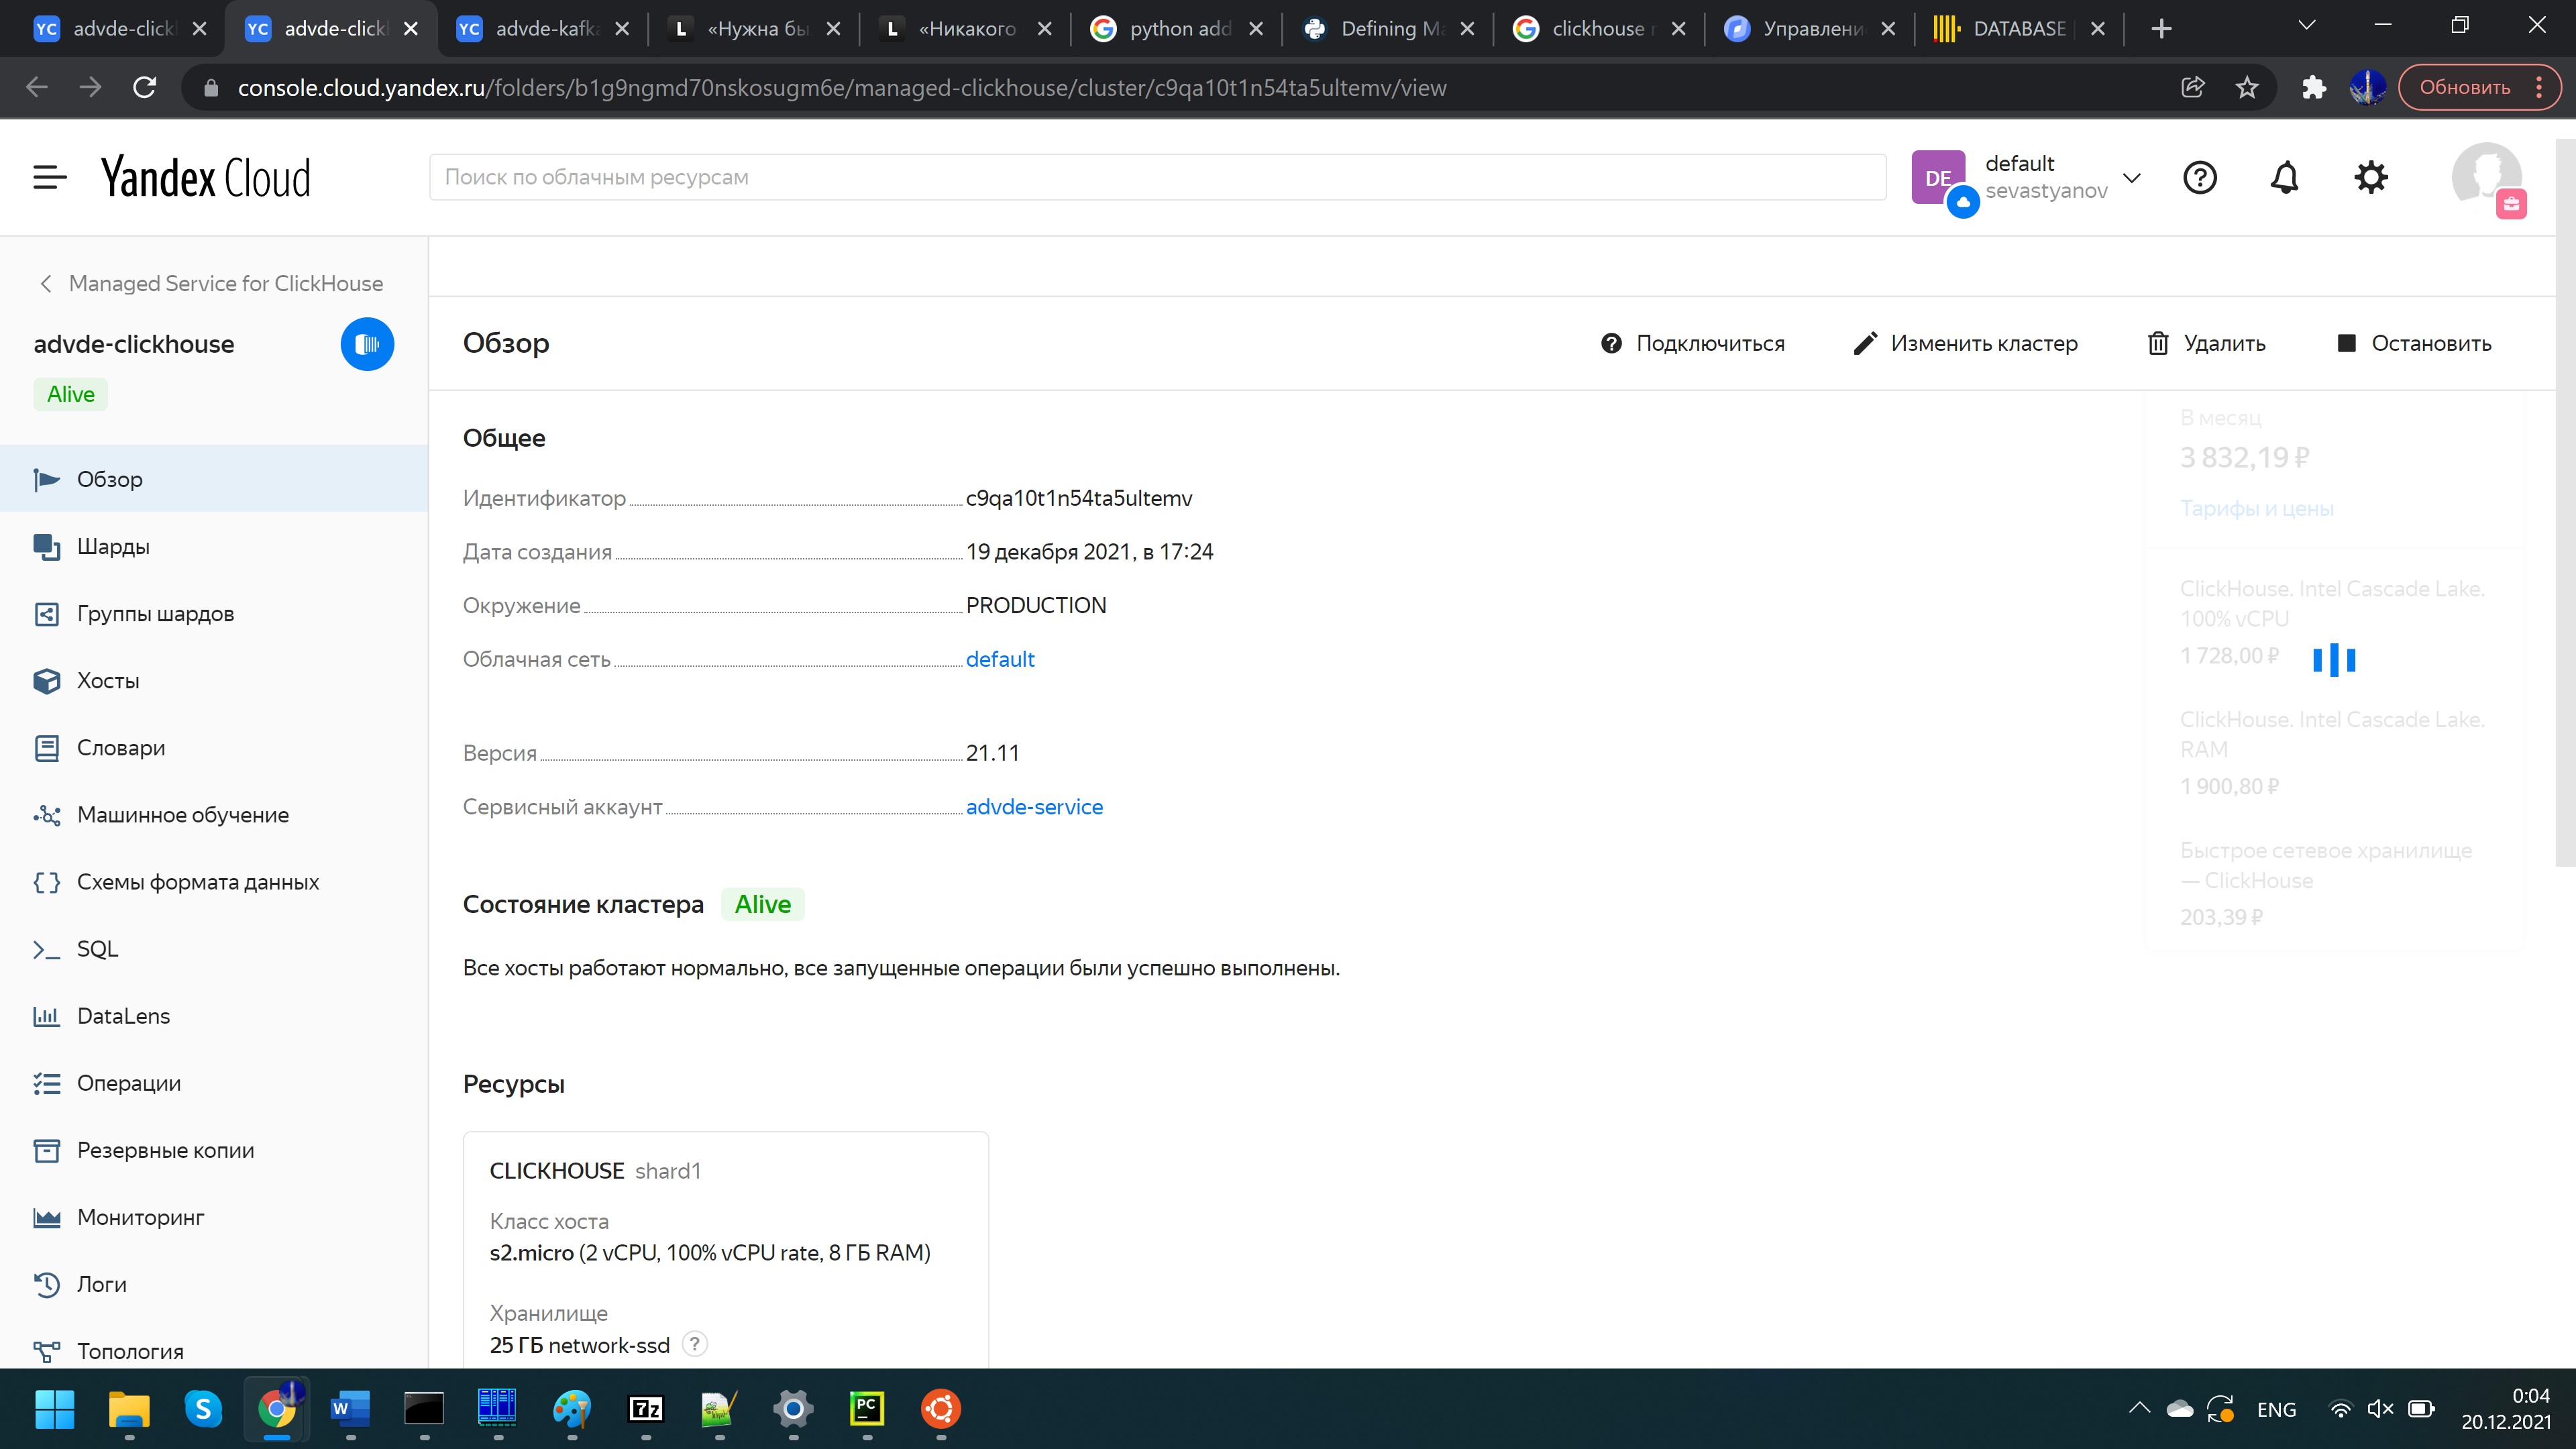 advde-click
advde-click
advde-kafk
«Нужна бы
«Никакого
python add
Defining Ma
clickhouse r
Управлени
DATABASE
console.cloud.yandex.ru/folders/b1g9ngmd70nskosugm6e/managed-clickhouse/cluster/c9qa10t1n54ta5ultemv/view
Обновить
Yandex Cloud
Поиск по облачным ресурсам
DE
default
sevastyanov
Managed Service for ClickHouse
advde-clickhouse
Alive
Обзор
Шарды
Группы шардов
Хосты
Словари
Машинное обучение
Схемы формата данных
SQL
DataLens
Операции
Резервные копии
Мониторинг
Логи
Топология
Обзор
Подключиться
Изменить кластер
Удалить
Остановить
Общее
Идентификатор c9qa10t1n54ta5ultemv
Дата создания 19 декабря 2021, в 17:24
Окружение PRODUCTION
Облачная сеть default
Версия 21.11
Сервисный аккаунт advde-service
Состояние кластера Alive
Все хосты работают нормально, все запущенные операции были успешно выполнены.
Ресурсы
CLICKHOUSE shard1
Класс хоста
s2.micro (2 vCPU, 100% vCPU rate, 8 ГБ RAM)
Хранилище
25 ГБ network-ssd ?
В месяц
3 832,19 ₽
Тарифы и цены
ClickHouse. Intel Cascade Lake.
100% vCPU
1 728,00 ₽
ClickHouse. Intel Cascade Lake.
RAM
1 900,80 ₽
Быстрое сетевое хранилище
— ClickHouse
203,39 ₽
ENG
0:04
20.12.2021